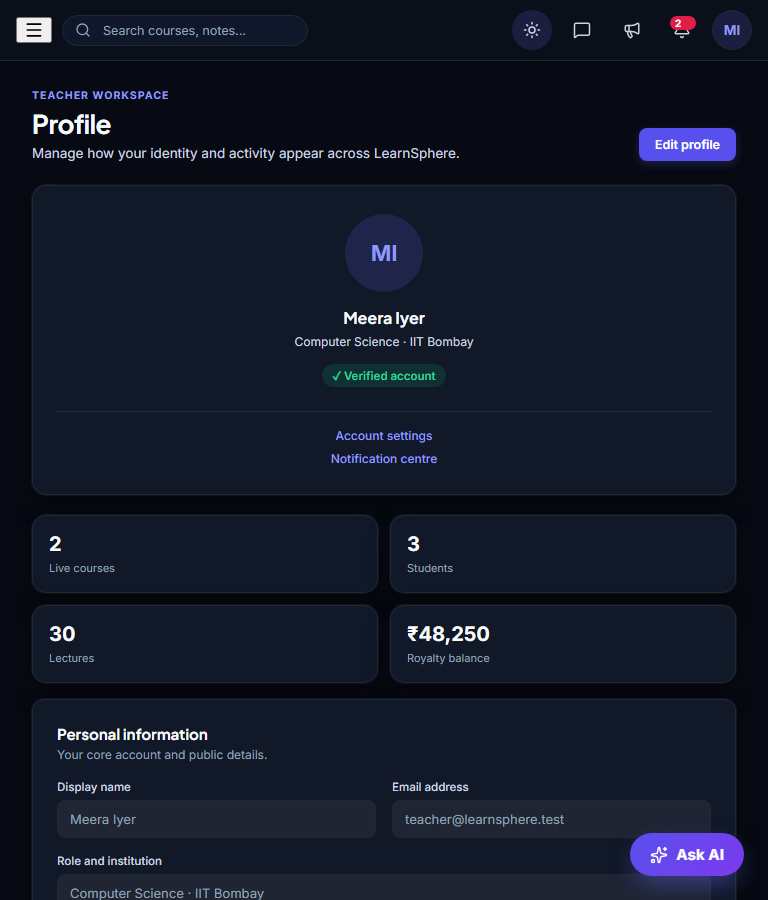 Search courses, notes...
2
MI
TEACHER WORKSPACE
Profile
Manage how your identity and activity appear across LearnSphere.
Edit profile
MI
Meera Iyer
Computer Science · IIT Bombay
✓ Verified account
Account settings
Notification centre
2
Live courses
3
Students
30
Lectures
₹48,250
Royalty balance
Personal information
Your core account and public details.
Display name
Meera Iyer
Email address
teacher@learnsphere.test
Role and institution
Computer Science · IIT Bombay
Ask AI